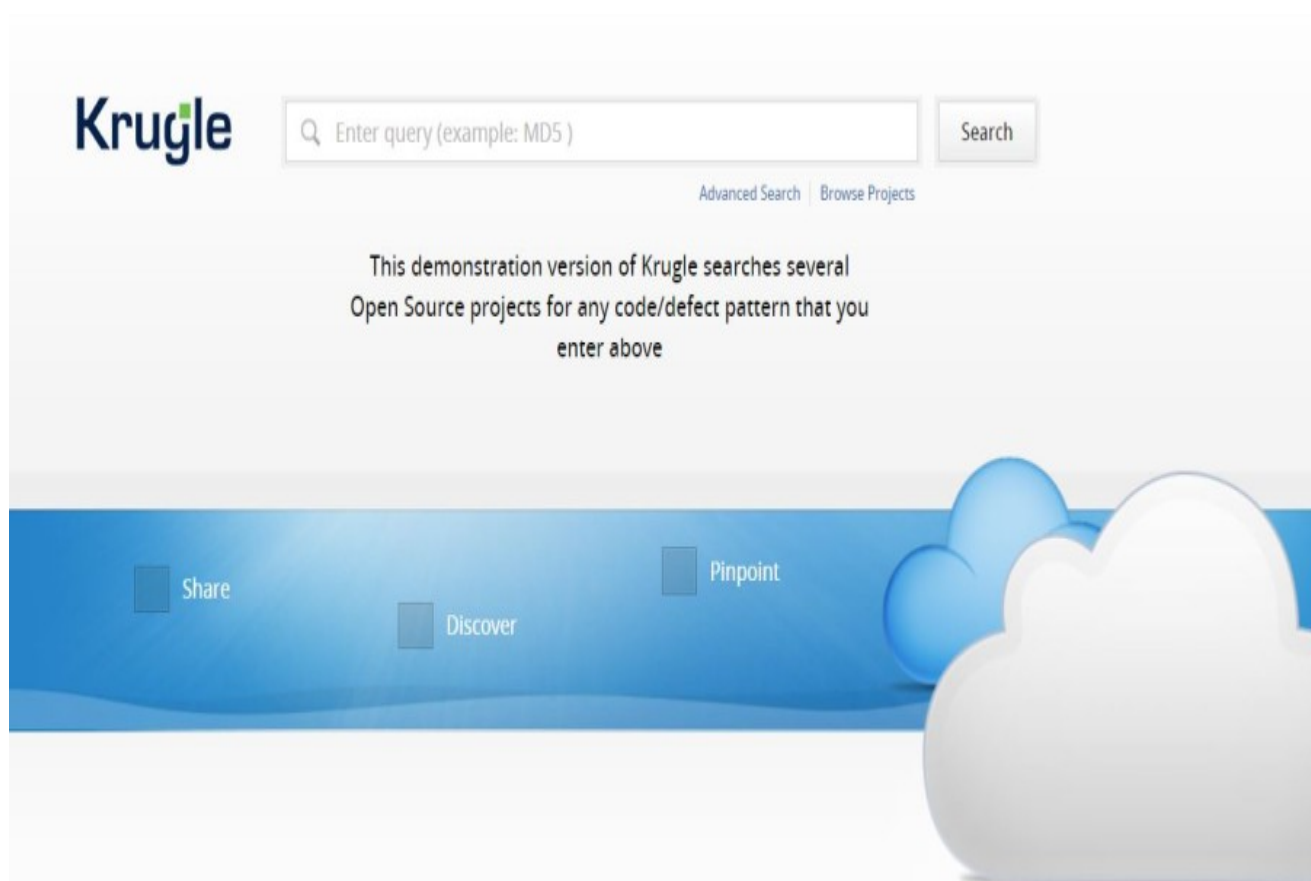 Krugle
Enter query (example: MD5 )
Search
Advanced Search
Browse Projects
This demonstration version of Krugle searches several
Open Source projects for any code/defect pattern that you
enter above
Share
Discover
Pinpoint